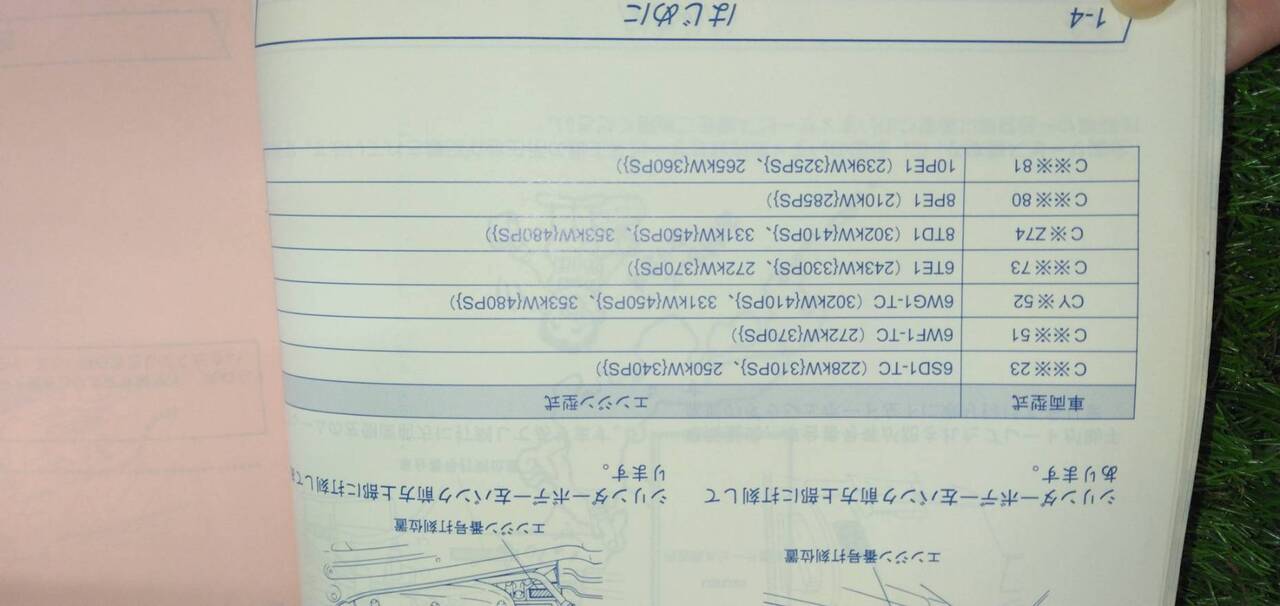 エンジン番号打刻位置
エンジン番号打刻位置
シリンダーボデー左バンク前方上部に打刻して
あります。
シリンダーボデー左バンク前方上部に打刻して
ります。
車両型式 エンジン型式
C※※23 6SD1-TC（228kW{310PS}、250kW{340PS}）
C※※51 6WF1-TC（272kW{370PS}）
CY※52 6WG1-TC（302kW{410PS}、331kW{450PS}、353kW{480PS}）
C※※73 6TE1（243kW{330PS}、272kW{370PS}）
C※Z74 8TD1（302kW{410PS}、331kW{450PS}、353kW{480PS}）
C※※80 8PE1（210kW{285PS}）
C※※81 10PE1（239kW{325PS}、265kW{360PS}）
1-4 はじめに